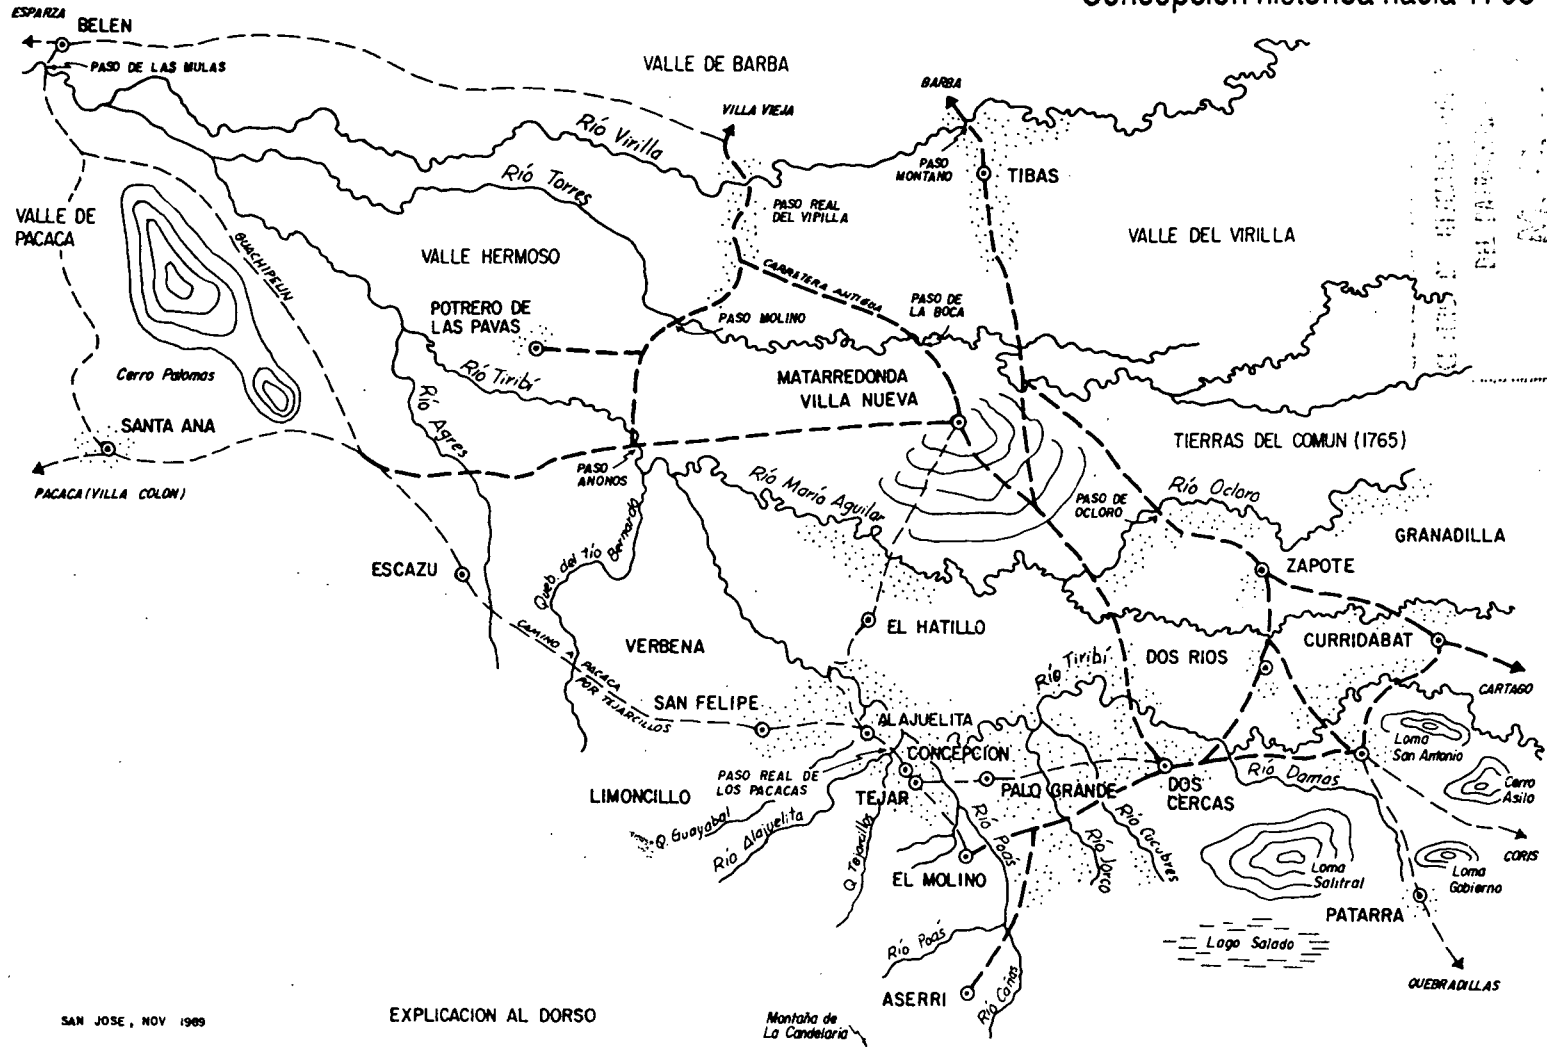 Concepción histórica hacia 17
ESPARZA
BELEN
PASO DE LAS MULAS
VALLE DE BARBA
BARBA
VILLA VIEJA
Río Virilla
PASO
MONTANO
TIBAS
Río Torres
PASO REAL
DEL VIPILLA
VALLE DE
PACACA
GUACHIPELIN
VALLE HERMOSO
VALLE DEL VIRILLA
CARRATERA ANTIGUA
POTRERO DE
LAS PAVAS
PASO MOLINO
PASO DE
LA BOCA
Cerro Palomas
Río Tiribí
MATARREDONDA
VILLA NUEVA
Río Agres
SANTA ANA
TIERRAS DEL COMUN (1765)
PACACA (VILLA COLON)
PASO
ANONOS
Río María Aguilar
PASO DE
OCLORO
Río Ocloro
GRANADILLA
Queb. del tío Bernardo
ESCAZU
ZAPOTE
EL HATILLO
CAMINO A PACACA
POR TEJARCILLOS
VERBENA
DOS RIOS
CURRIDABAT
Río Tiribí
CARTAGO
SAN FELIPE
ALAJUELITA
CONCEPCION
Loma
San Antonio
PASO REAL DE
LOS PACACAS
LIMONCILLO
TEJAR
PALO GRANDE
DOS
CERCAS
Río Damas
Cerro
Asilo
Q. Guayabal
Río Alajuelita
Q. Tejarcillos
Río Poás
Río Jorco
Río Cucubres
CORIS
EL MOLINO
Loma
Salitral
Loma
Gobierno
PATARRA
Río Poás
Lago Salado
QUEBRADILLAS
ASERRI
Río Cañas
SAN JOSE, NOV 1989
EXPLICACION AL DORSO
Montaña de
La Candelaria